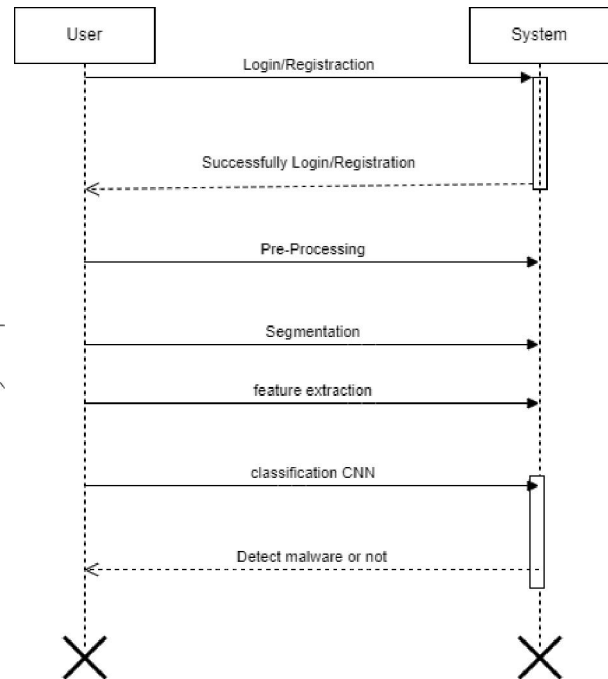 User
System
Login/Registraction
Successfully Login/Registration
Pre-Processing
Segmentation
feature extraction
classification CNN
Detect malware or not